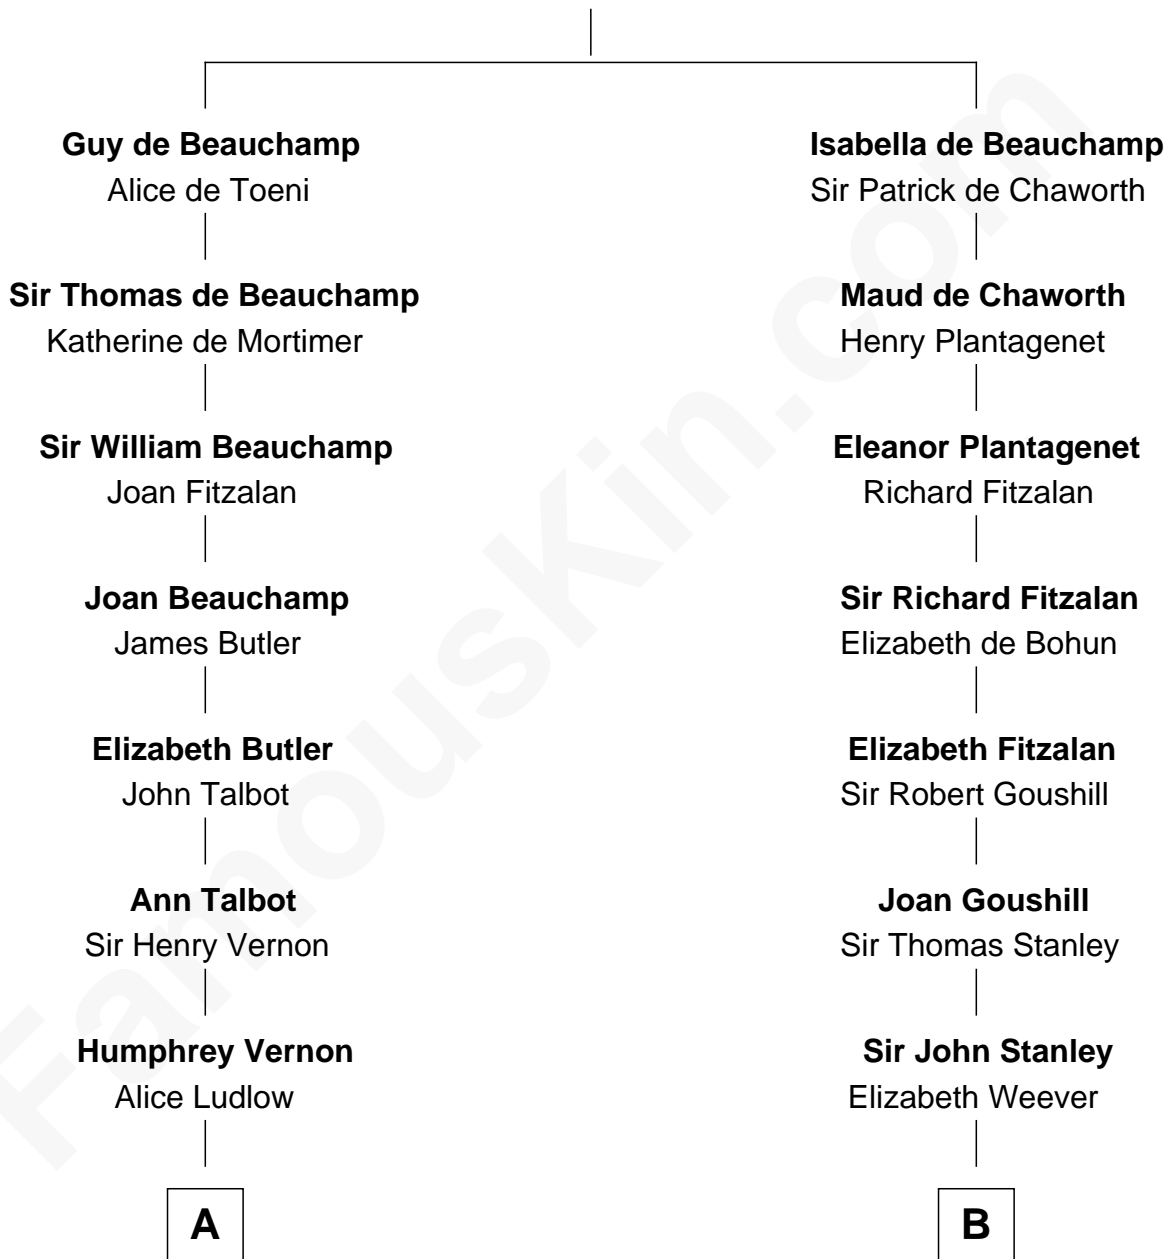 Guy de Beauchamp
Alice de Toeni
Sir Thomas de Beauchamp
Katherine de Mortimer
Sir William Beauchamp
Joan Fitzalan
Joan Beauchamp
James Butler
Elizabeth Butler
John Talbot
Ann Talbot
Sir Henry Vernon
Humphrey Vernon
Alice Ludlow
A
Isabella de Beauchamp
Sir Patrick de Chaworth
Maud de Chaworth
Henry Plantagenet
Eleanor Plantagenet
Richard Fitzalan
Sir Richard Fitzalan
Elizabeth de Bohun
Elizabeth Fitzalan
Sir Robert Goushill
Joan Goushill
Sir Thomas Stanley
Sir John Stanley
Elizabeth Weever
B
FamousKin.com